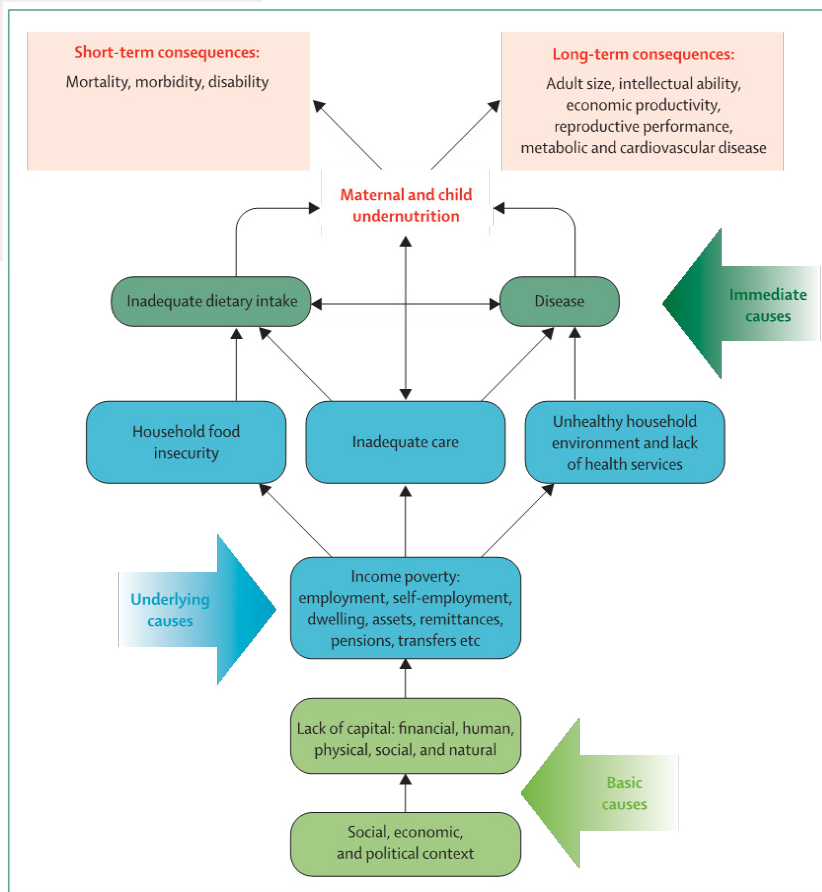 Short-term consequences:
Mortality, morbidity, disability
Long-term consequences:
Adult size, intellectual ability,
economic productivity,
reproductive performance,
metabolic and cardiovascular disease
Maternal and child
undernutrition
Inadequate dietary intake
Disease
Immediate
causes
Household food
insecurity
Inadequate care
Unhealthy household
environment and lack
of health services
Underlying
causes
Income poverty:
employment, self-employment,
dwelling, assets, remittances,
pensions, transfers etc
Lack of capital: financial, human,
physical, social, and natural
Basic
causes
Social, economic,
and political context